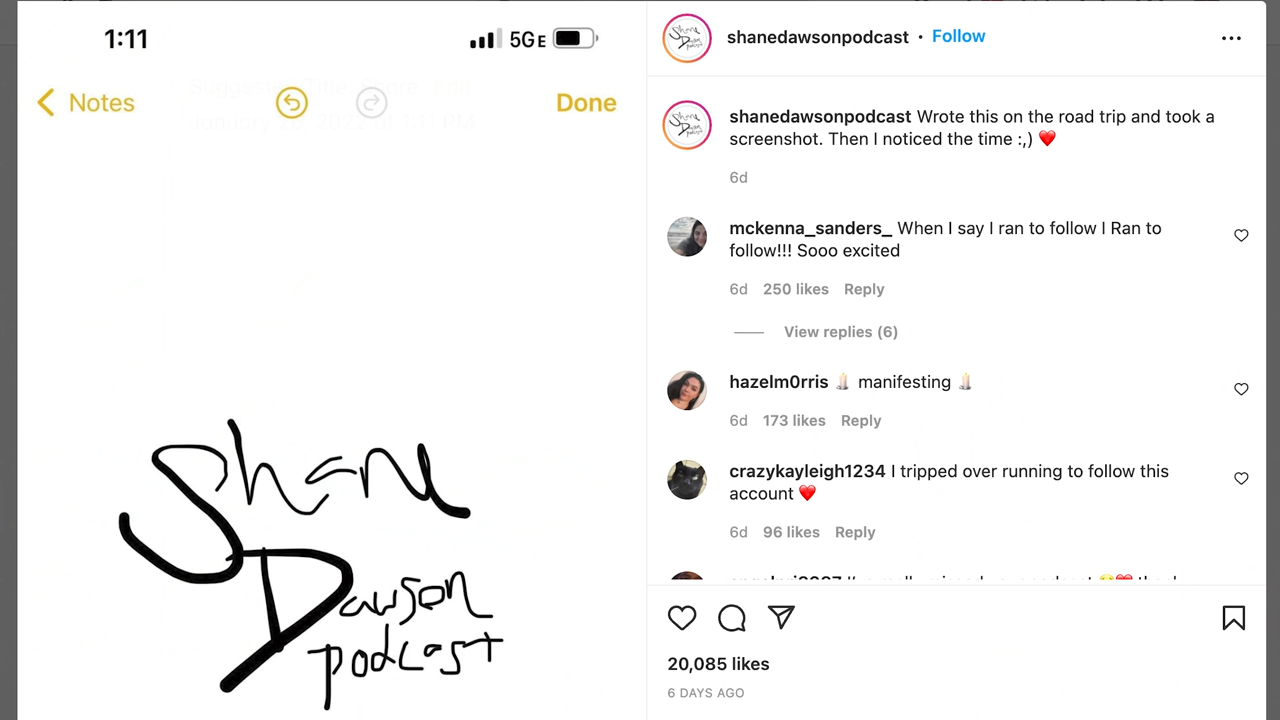 1:11
5GE
Notes
Done
shanedawsonpodcast • Follow
shanedawsonpodcast Wrote this on the road trip and took a
screenshot. Then I noticed the time :,) ❤️
6d
mckenna_sanders_ When I say I ran to follow I Ran to
follow!!! Sooo excited
6d 250 likes Reply
View replies (6)
hazelm0rris 🕯️ manifesting 🕯️
6d 173 likes Reply
crazykayleigh1234 I tripped over running to follow this
account ❤️
6d 96 likes Reply
20,085 likes
6 DAYS AGO
Shane
Dawson
podcast